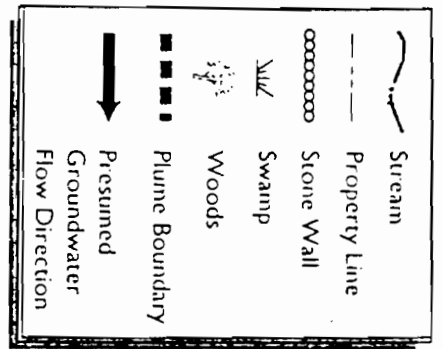 Stream
Property Line
Stone Wall
Swamp
Woods
Plume Boundary
Presumed
Groundwater
Flow Direction